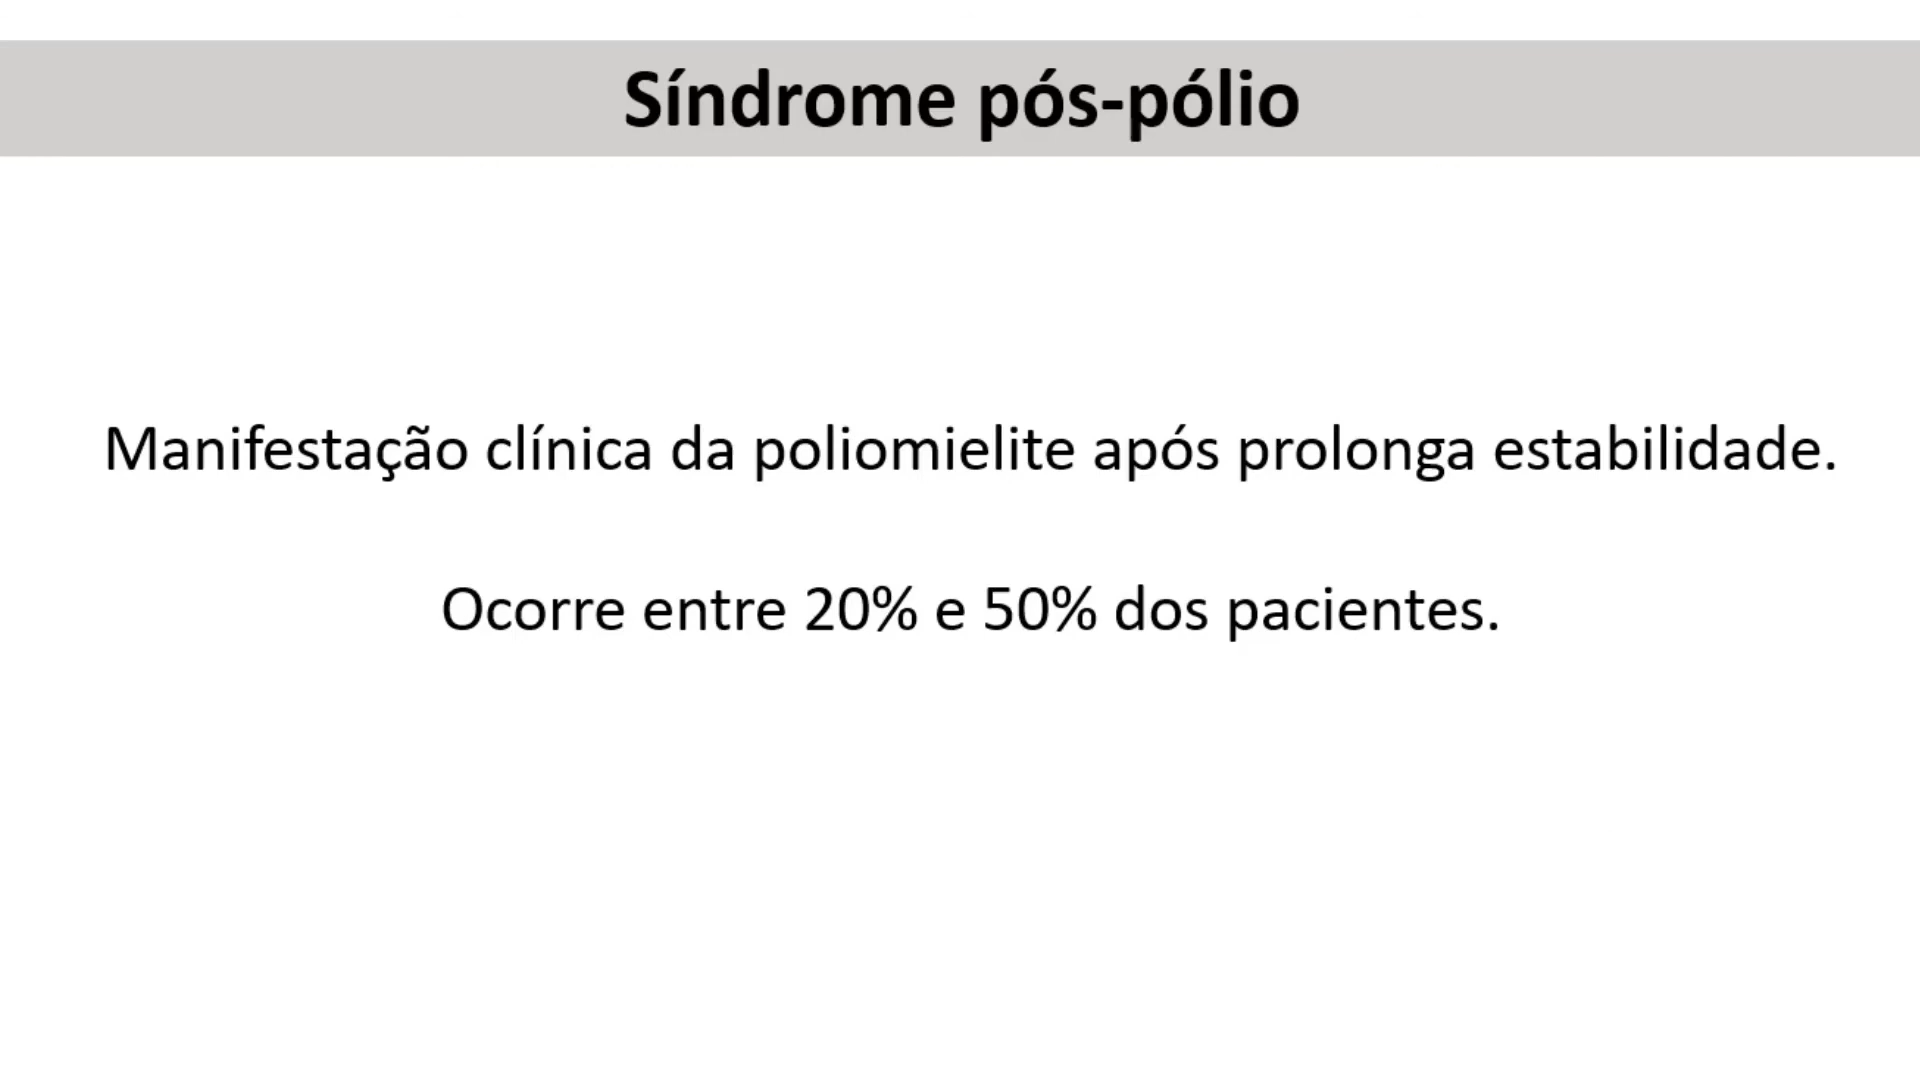 Síndrome pós-pólio
Manifestação clínica da poliomielite após prolonga estabilidade.
Ocorre entre 20% e 50% dos pacientes.